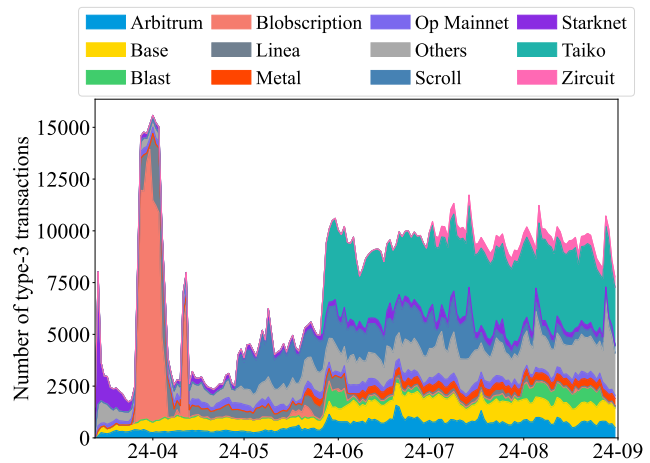 Arbitrum Blobscription Op Mainnet Starknet
Base Linea Others Taiko
Blast Metal Scroll Zircuit
Number of type-3 transactions
15000
12500
10000
7500
5000
2500
0
24-04 24-05 24-06 24-07 24-08 24-09